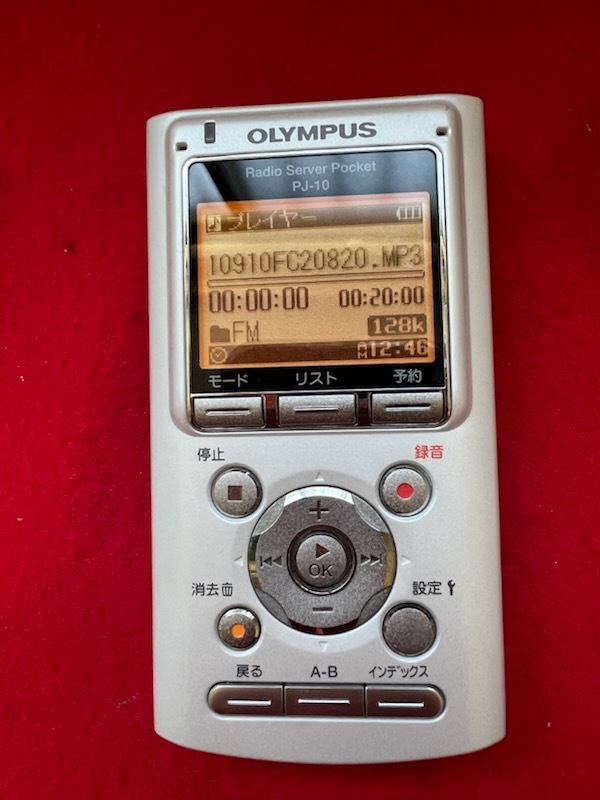 OLYMPUS
Radio Server Pocket
PJ-10
プレイヤー
10910FC20820.MP3
00:00:00 00:20:00
FM 128k
12:46
モード リスト 予約
停止 録音
+
OK
−
消去 設定
戻る A-B インデックス